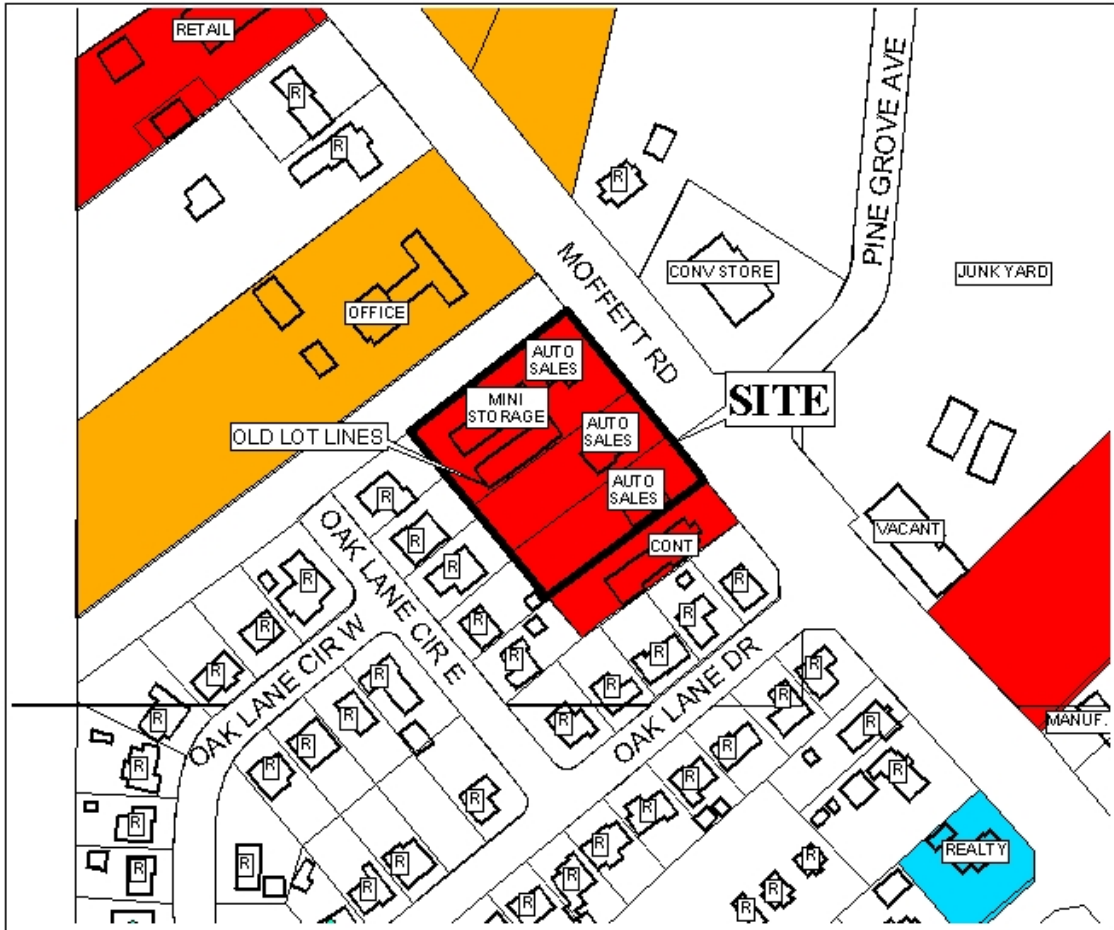 RETAIL
R
R
R
PINE GROVE AVE
MOFFETT RD
CONV STORE
JUNK YARD
OFFICE
AUTO
SALES
MINI
STORAGE
SITE
AUTO
SALES
OLD LOT LINES
AUTO
SALES
R
OAK LANE CIR E
R
CONT
VACANT
R
R
R
R
R
R
R
R
R
OAK LANE CIR W
R
R
OAK LANE DR
R
R
R
R
R
R
R
MANUF.
R
R
R
R
R
R
R
R
R
R
REALTY
R
R
R
R
R
R
R
R
R
R